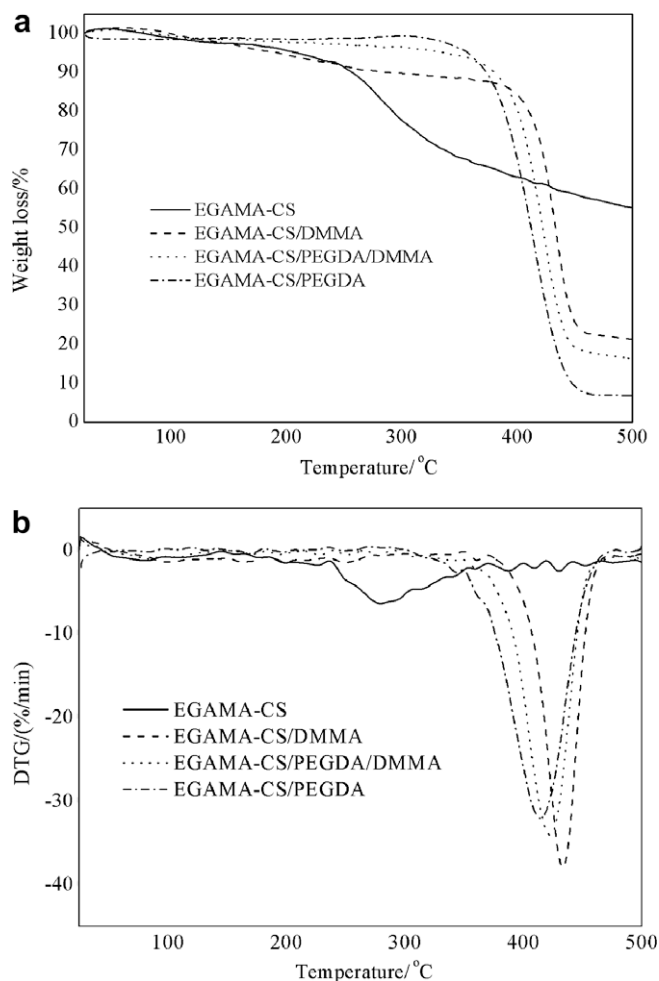 a
100
90
80
70
60
50
40
30
20
10
0
Weight loss/%
EGAMA-CS
EGAMA-CS/DMMA
EGAMA-CS/PEGDA/DMMA
EGAMA-CS/PEGDA
100 200 300 400 500
Temperature/ °C
b
0
-10
-20
-30
-40
DTG/(%/min)
EGAMA-CS
EGAMA-CS/DMMA
EGAMA-CS/PEGDA/DMMA
EGAMA-CS/PEGDA
100 200 300 400 500
Temperature/ °C